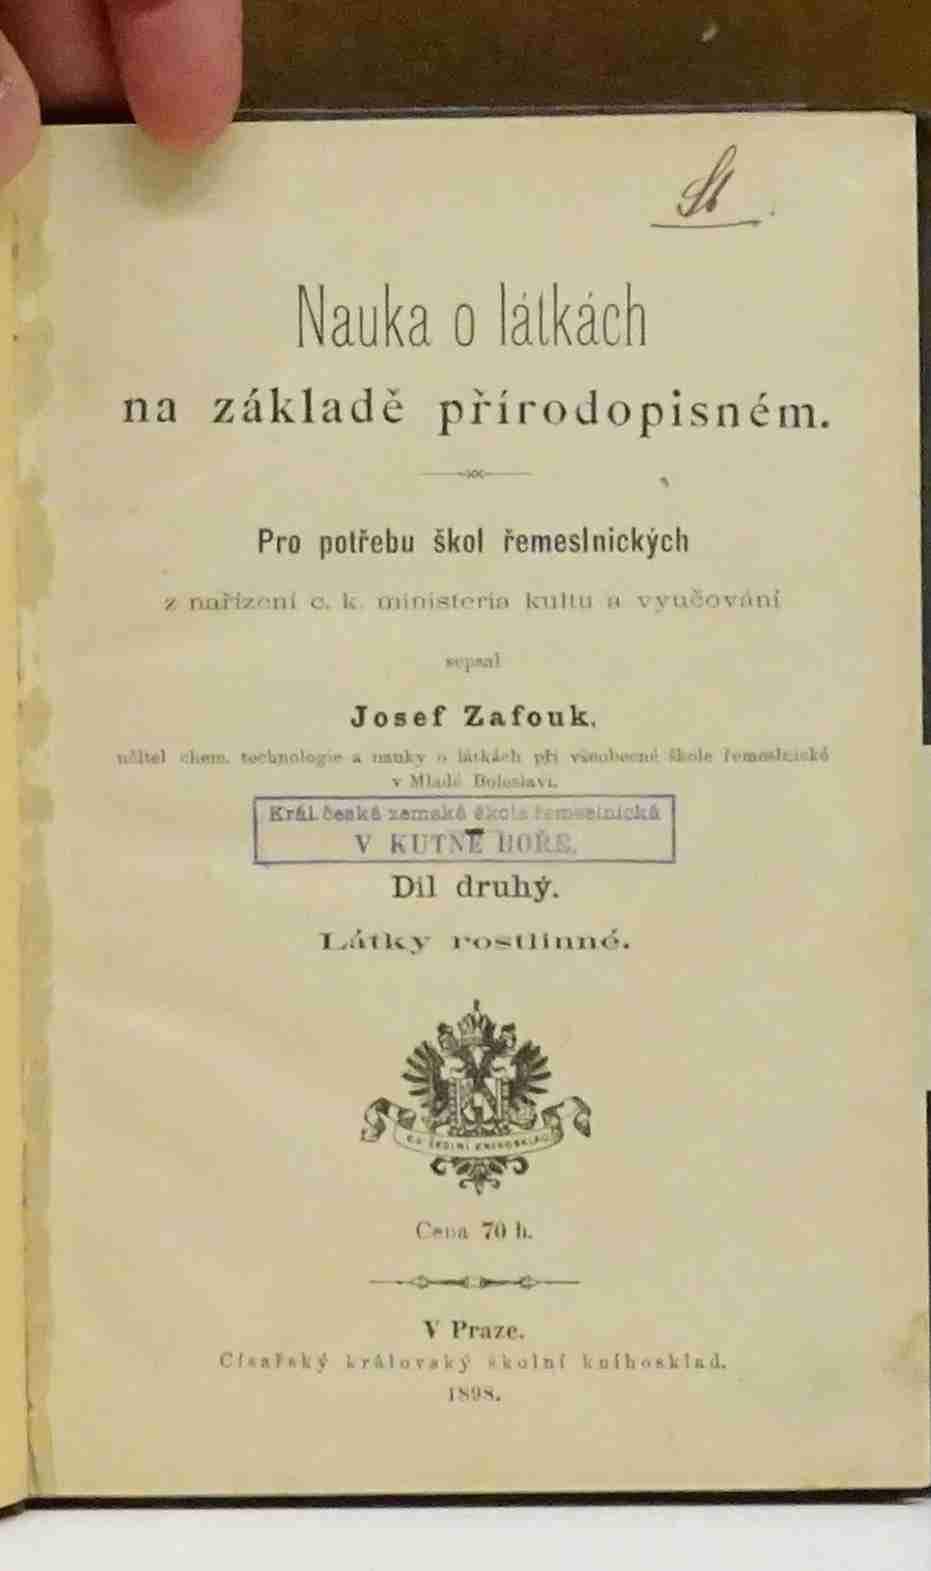 St
Nauka o látkách
na základě přírodopisném.
Pro potřebu škol řemeslnických
z nařízení c. k. ministeria kultu a vyučování
sepsal
Josef Zafouk,
učitel chem. technologie a nauky o látkách při všeobecné škole řemeslnické
v Mladé Boleslavi.
Král. česká zemská škola řemeslnická
V KUTNÉ HOŘE.
Díl druhý.
Látky rostlinné.
C.K. ŠKOLNÍ KNIHOSKLAD
Cena 70 h.
V Praze.
Císařský královský školní knihosklad.
1898.